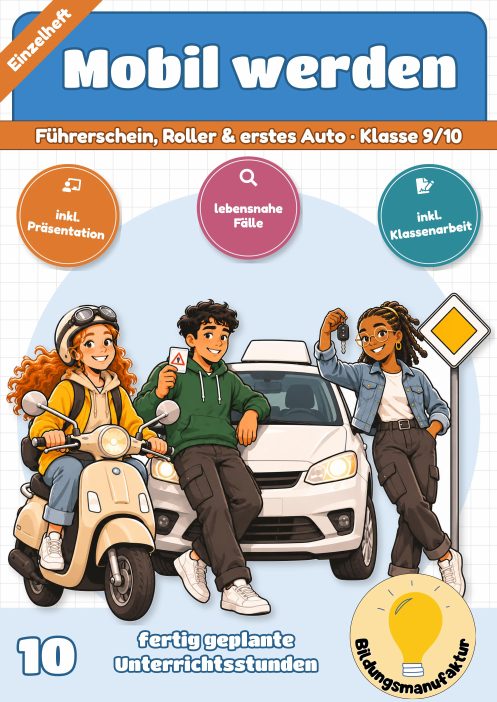 Einzelheft
Mobil werden
Führerschein, Roller & erstes Auto · Klasse 9/10
inkl.
Präsentation
lebensnahe
Fälle
inkl.
Klassenarbeit
10
fertig geplante
Unterrichtsstunden
Bildungsmanufaktur